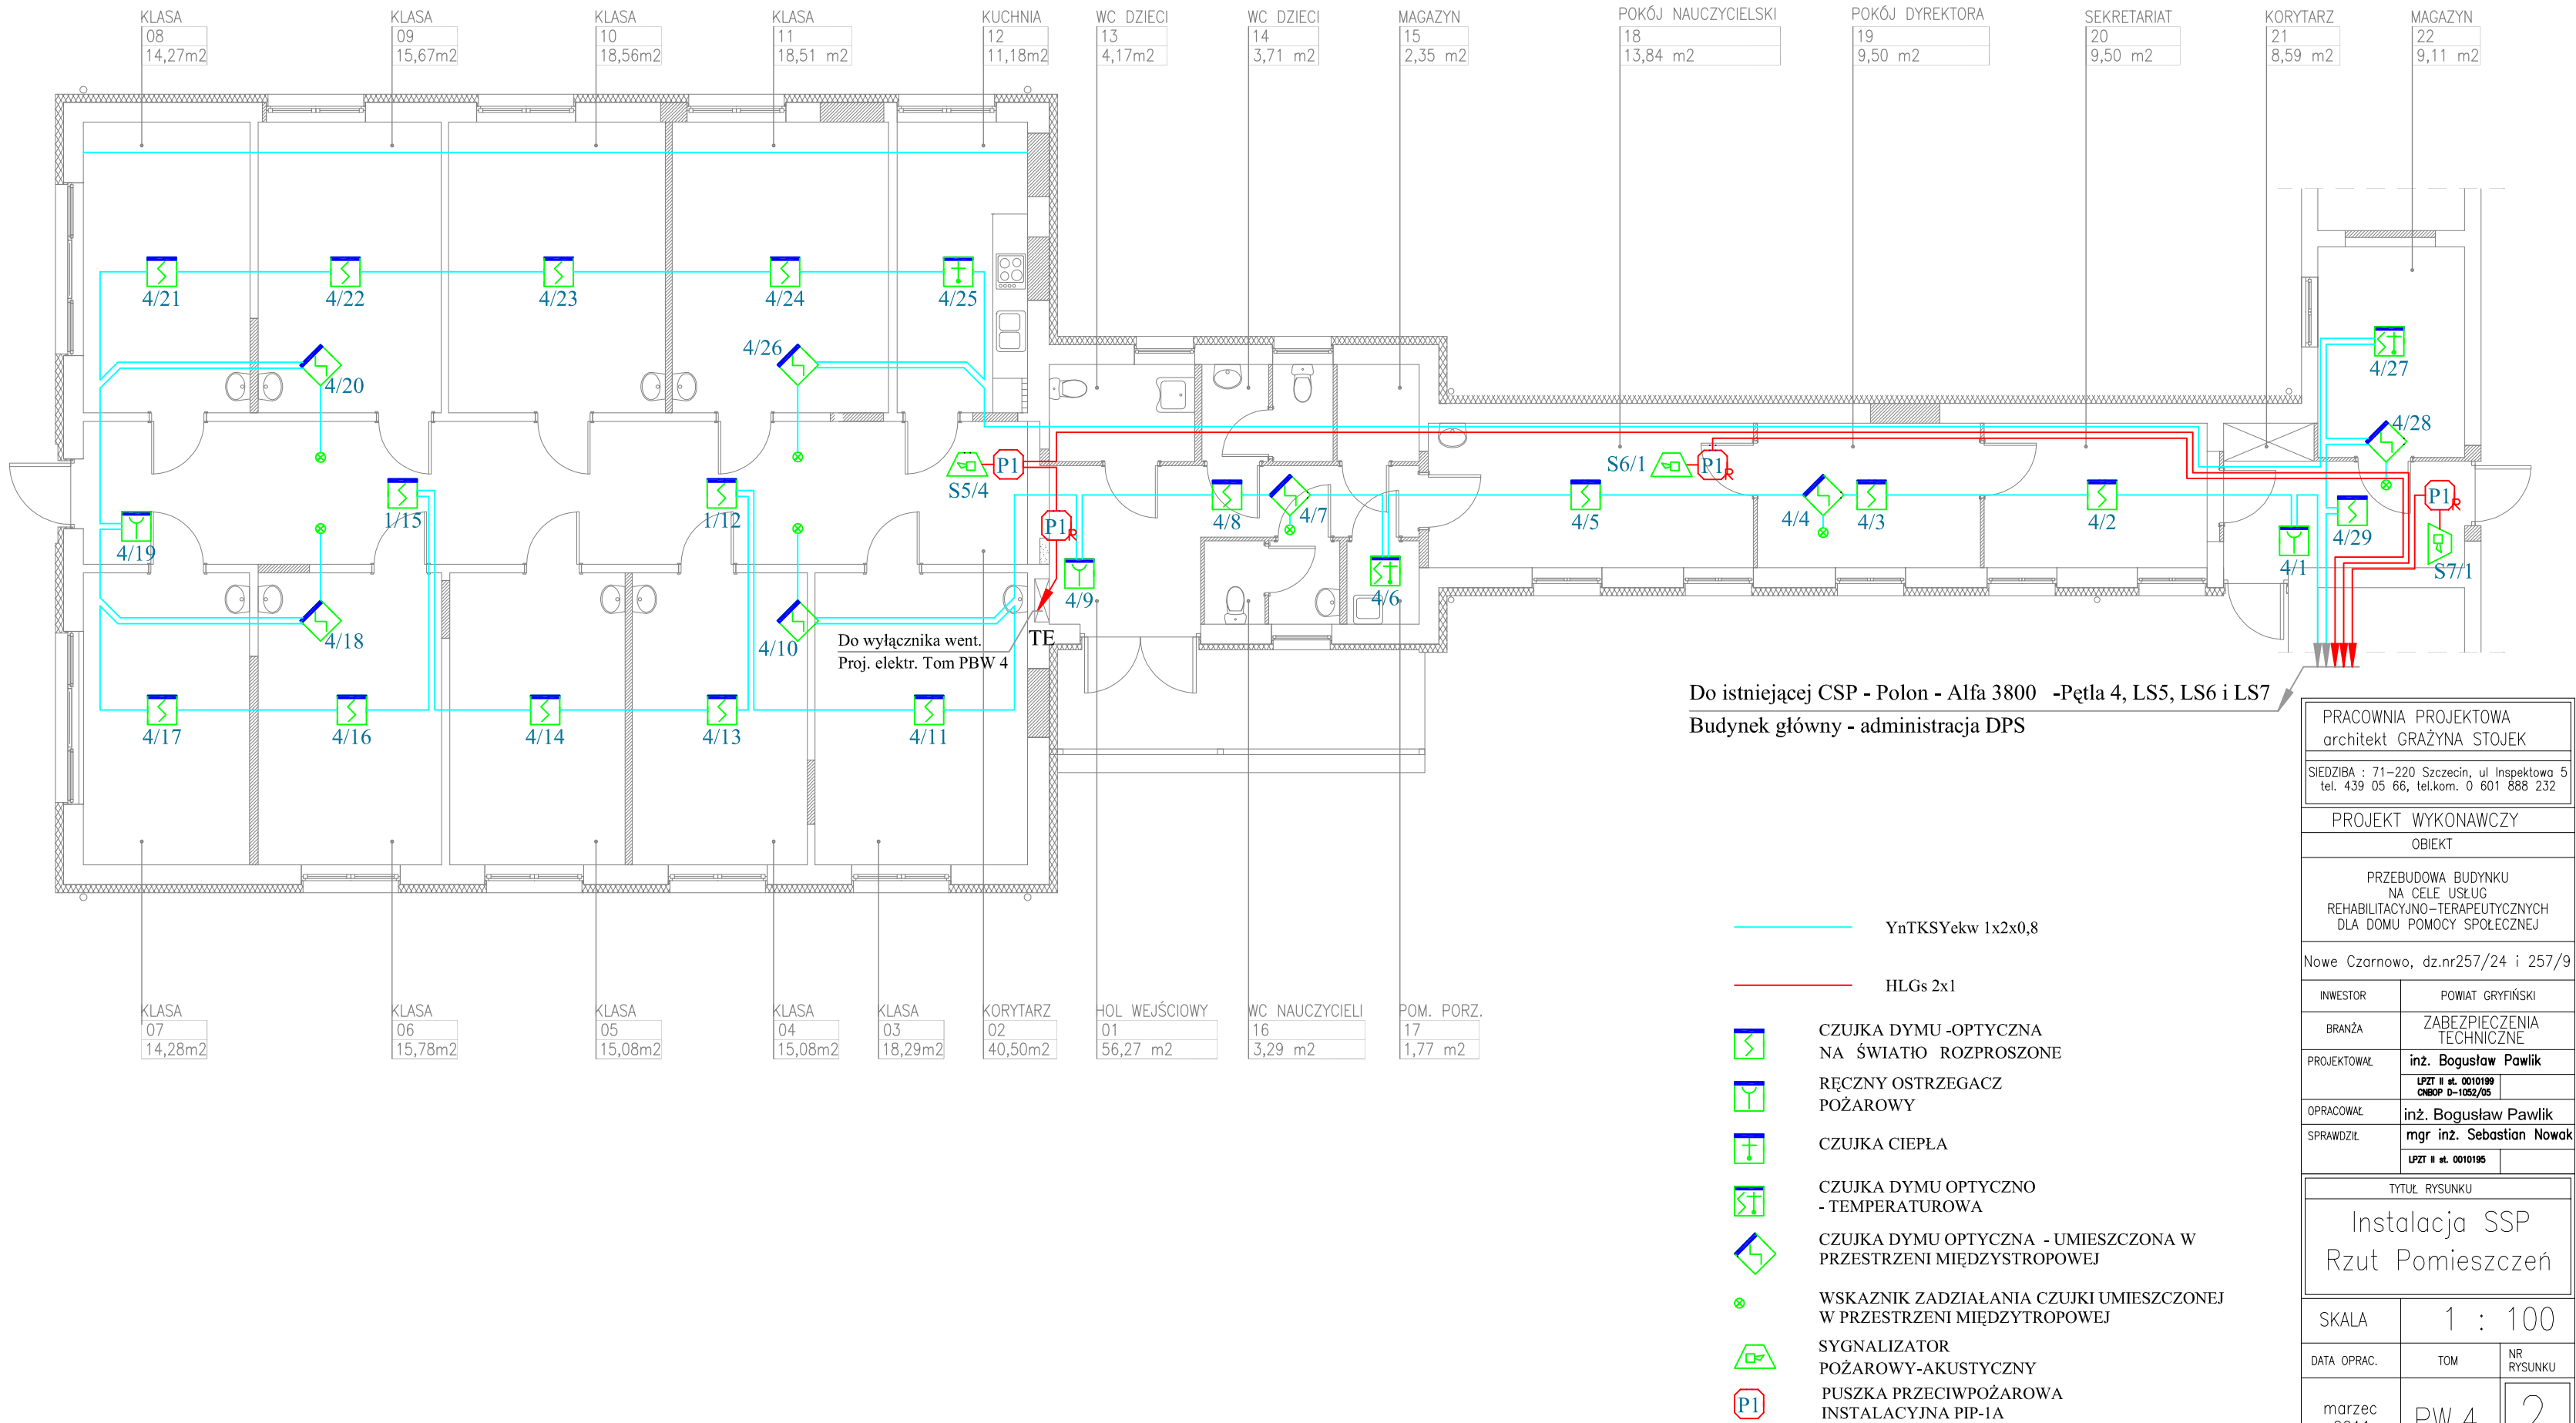 KLASA
08
14,27m2
KLASA
09
15,67m2
KLASA
10
18,56m2
KLASA
11
18,51 m2
KUCHNIA
12
11,18m2
WC DZIECI
13
4,17m2
WC DZIECI
14
3,71 m2
MAGAZYN
15
2,35 m2
POKÓJ NAUCZYCIELSKI
18
13,84 m2
POKÓJ DYREKTORA
19
9,50 m2
SEKRETARIAT
20
9,50 m2
KORYTARZ
21
8,59 m2
MAGAZYN
22
9,11 m2
4/21
4/22
4/23
4/24
4/25
4/20
4/26
4/27
4/28
S5/4
P1
S6/1
P1
R
P1
R
S7/1
4/19
1/15
1/12
P1
R
4/9
4/8
4/7
4/6
4/5
4/4
4/3
4/2
4/1
4/29
4/18
4/10
Do wyłącznika went.
Proj. elektr. Tom PBW 4
TE
4/17
4/16
4/14
4/13
4/11
Do istniejącej CSP - Polon - Alfa 3800 -Pętla 4, LS5, LS6 i LS7
Budynek główny - administracja DPS
KLASA
07
14,28m2
KLASA
06
15,78m2
KLASA
05
15,08m2
KLASA
04
15,08m2
KLASA
03
18,29m2
KORYTARZ
02
40,50m2
HOL WEJŚCIOWY
01
56,27 m2
WC NAUCZYCIELI
16
3,29 m2
POM. PORZ.
17
1,77 m2
YnTKSYekw 1x2x0,8
HLGs 2x1
CZUJKA DYMU -OPTYCZNA
NA ŚWIATłO ROZPROSZONE
RĘCZNY OSTRZEGACZ
POŻAROWY
CZUJKA CIEPŁA
CZUJKA DYMU OPTYCZNO
- TEMPERATUROWA
CZUJKA DYMU OPTYCZNA - UMIESZCZONA W
PRZESTRZENI MIĘDZYSTROPOWEJ
WSKAZNIK ZADZIAŁANIA CZUJKI UMIESZCZONEJ
W PRZESTRZENI MIĘDZYTROPOWEJ
SYGNALIZATOR
POŻAROWY-AKUSTYCZNY
P1
PUSZKA PRZECIWPOŻAROWA
INSTALACYJNA PIP-1A
PRACOWNIA PROJEKTOWA
architekt GRAŻYNA STOJEK
SIEDZIBA : 71-220 Szczecin, ul Inspektowa 5
tel. 439 05 66, tel.kom. 0 601 888 232
PROJEKT WYKONAWCZY
OBIEKT
PRZEBUDOWA BUDYNKU
NA CELE USŁUG
REHABILITACYJNO-TERAPEUTYCZNYCH
DLA DOMU POMOCY SPOŁECZNEJ
Nowe Czarnowo, dz.nr257/24 i 257/9
INWESTOR
POWIAT GRYFIŃSKI
BRANŻA
ZABEZPIECZENIA
TECHNICZNE
PROJEKTOWAŁ
inż. Bogusław Pawlik
LPZT II st. 0010199
CNBOP D-1052/05
OPRACOWAŁ
inż. Bogusław Pawlik
SPRAWDZIŁ
mgr inż. Sebastian Nowak
LPZT II st. 0010195
TYTUŁ RYSUNKU
Instalacja SSP
Rzut Pomieszczeń
SKALA
1 : 100
DATA OPRAC.
TOM
NR
RYSUNKU
marzec
PW 4
2